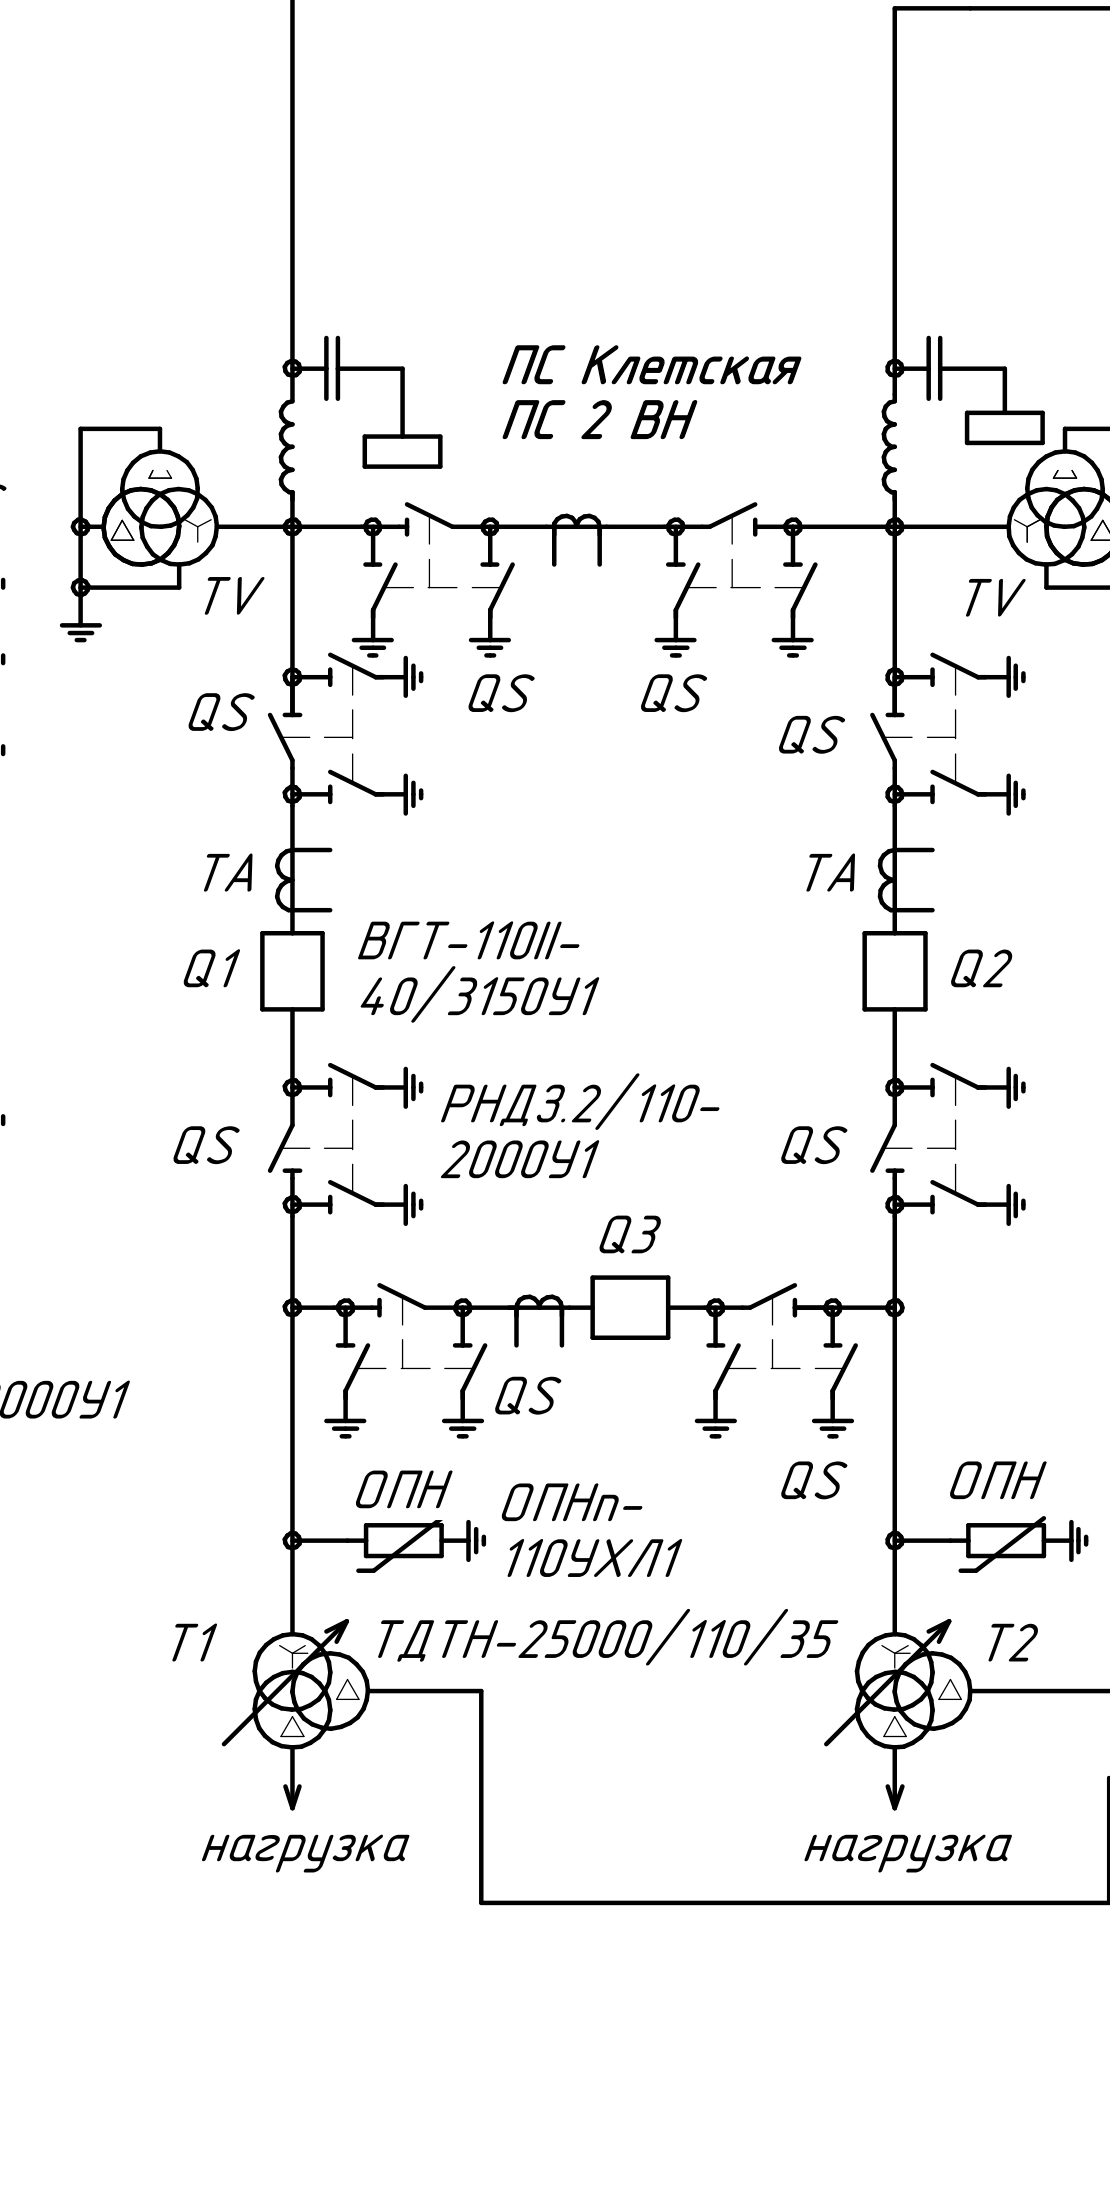 ПС Клетская
ПС 2 ВН
TV
TV
QS
QS
QS
QS
TA
TA
Q1
ВГТ-110II-
40/3150У1
Q2
QS
РНДЗ.2/110-
2000У1
QS
Q3
QS
000У1
QS
ОПН
ОПНп-
110УХЛ1
ОПН
T1
ТДТН-25000/110/35
T2
нагрузка
нагрузка